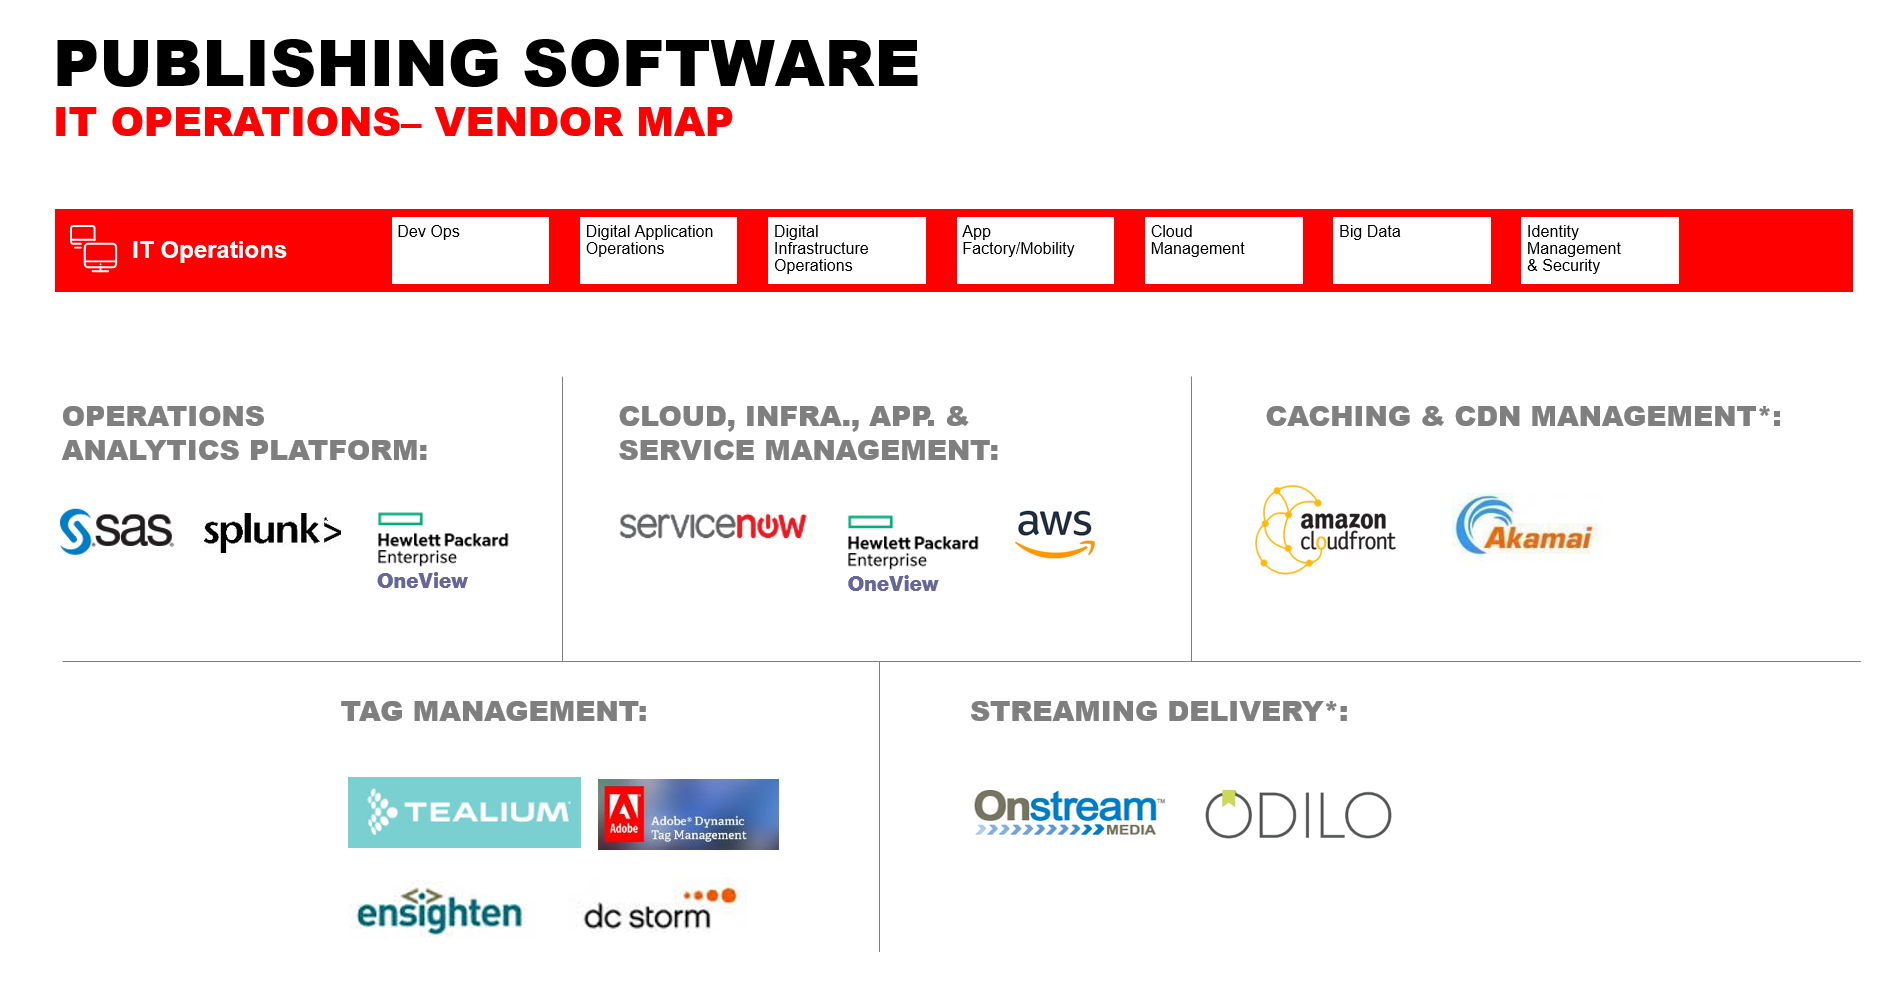 PUBLISHING SOFTWARE
IT OPERATIONS– VENDOR MAP
IT Operations
Dev Ops
Digital Application
Operations
Digital
Infrastructure
Operations
App
Factory/Mobility
Cloud
Management
Big Data
Identity
Management
& Security
OPERATIONS
ANALYTICS PLATFORM:
sas
splunk>
Hewlett Packard
Enterprise
OneView
CLOUD, INFRA., APP. &
SERVICE MANAGEMENT:
servicenow
Hewlett Packard
Enterprise
OneView
aws
CACHING & CDN MANAGEMENT*:
amazon
cloudfront
Akamai
TAG MANAGEMENT:
TEALIUM
Adobe
Adobe® Dynamic
Tag Management
ensighten
dc storm
STREAMING DELIVERY*:
Onstream™
MEDIA
ODILO